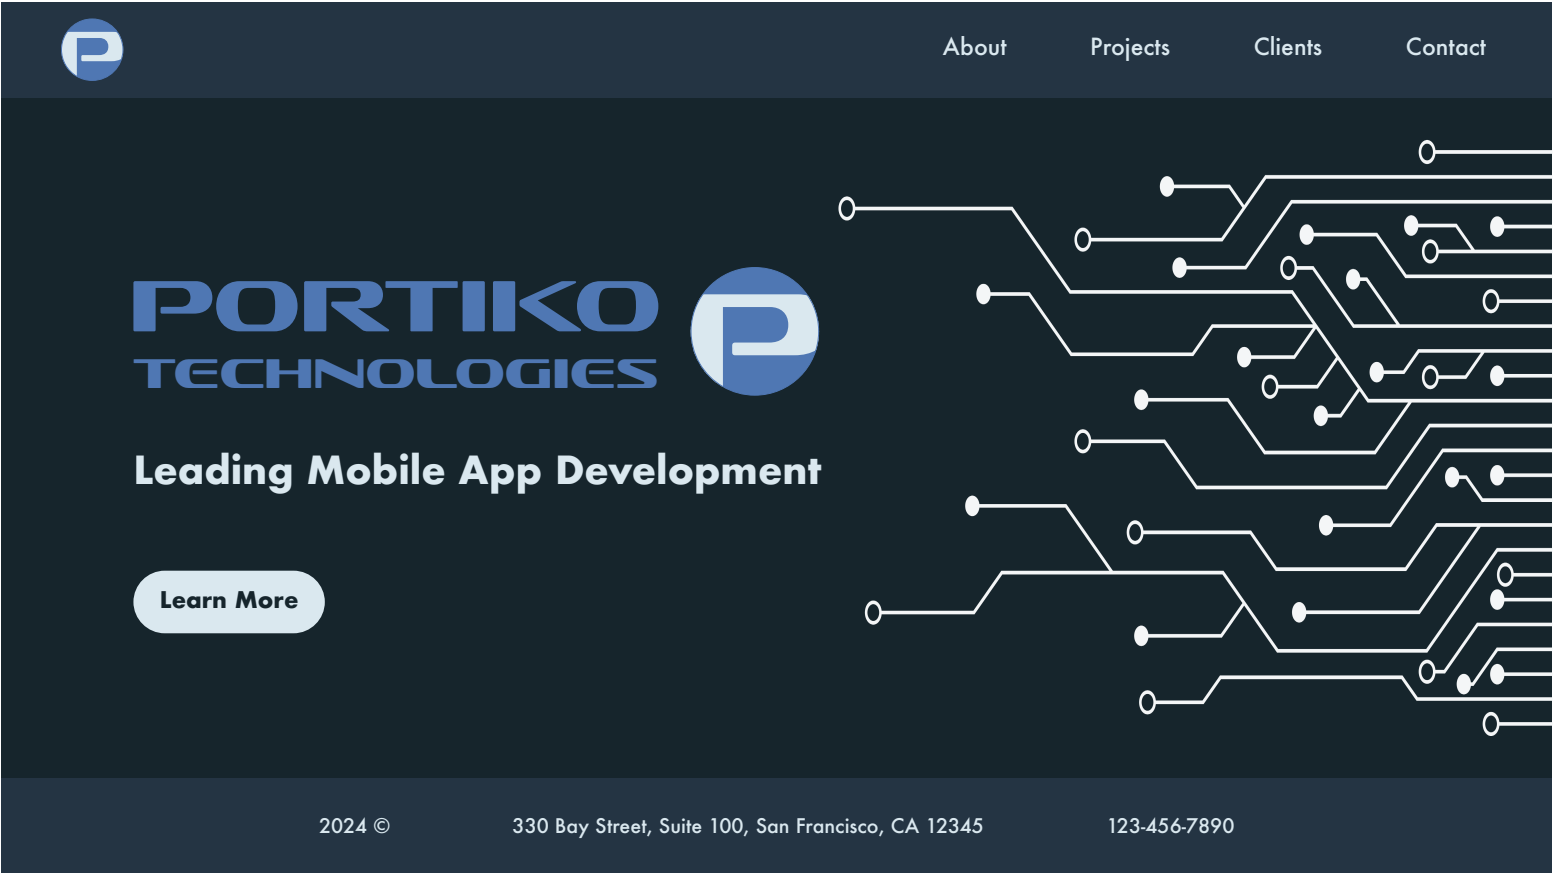 P
About Projects Clients Contact
PORTIKO
TECHNOLOGIES
P
Leading Mobile App Development
Learn More
2024 © 330 Bay Street, Suite 100, San Francisco, CA 12345 123-456-7890